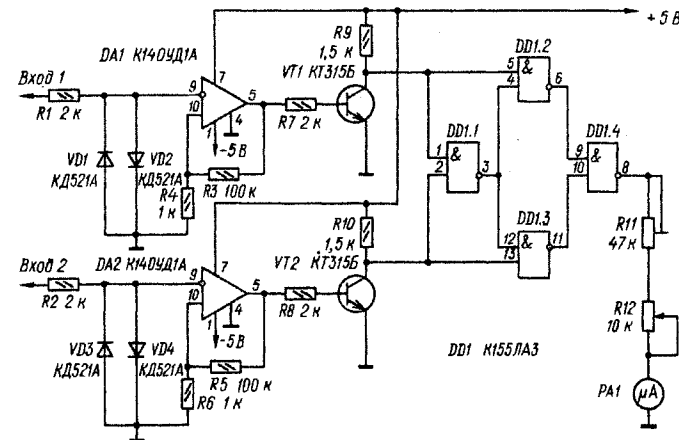 +5 В
R9
1,5 к
DA1 К140УД1А
DD1.2
Вход 1
7
VT1 КТ315Б
5
&
4
6
9
5
10
R1 2 к
R7 2 к
1
4
DD1.1
DD1.4
-5 В
1
&
2
3
9
&
10
8
VD1
VD2
КД521А
КД521А
R3 100 к
R4
1 к
DD1.3
R11
47 к
R10
1,5 к
12
&
13
11
Вход 2
DA2 К140УД1А
7
VT2 КТ315Б
9
5
10
R2 2 к
R8 2 к
1
4
R12
10 к
-5 В
VD3
VD4
КД521А
КД521А
R5 100 к
R6 1 к
DD1 К155ЛА3
PA1
μA